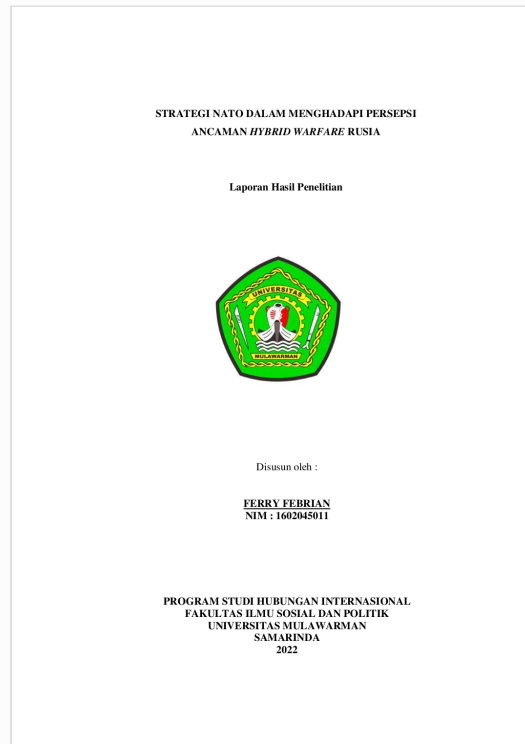 STRATEGI NATO DALAM MENGHADAPI PERSEPSI
ANCAMAN HYBRID WARFARE RUSIA
Laporan Hasil Penelitian
UNIVERSITAS
MULAWARMAN
Disusun oleh :
FERRY FEBRIAN
NIM : 1602045011
PROGRAM STUDI HUBUNGAN INTERNASIONAL
FAKULTAS ILMU SOSIAL DAN POLITIK
UNIVERSITAS MULAWARMAN
SAMARINDA
2022